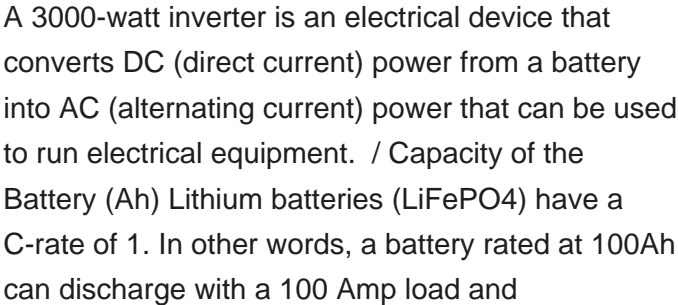 A 3000-watt inverter is an electrical device that
converts DC (direct current) power from a battery
into AC (alternating current) power that can be used
to run electrical equipment.  / Capacity of the
Battery (Ah) Lithium batteries (LiFePO4) have a
C-rate of 1. In other words, a battery rated at 100Ah
can discharge with a 100 Amp load and